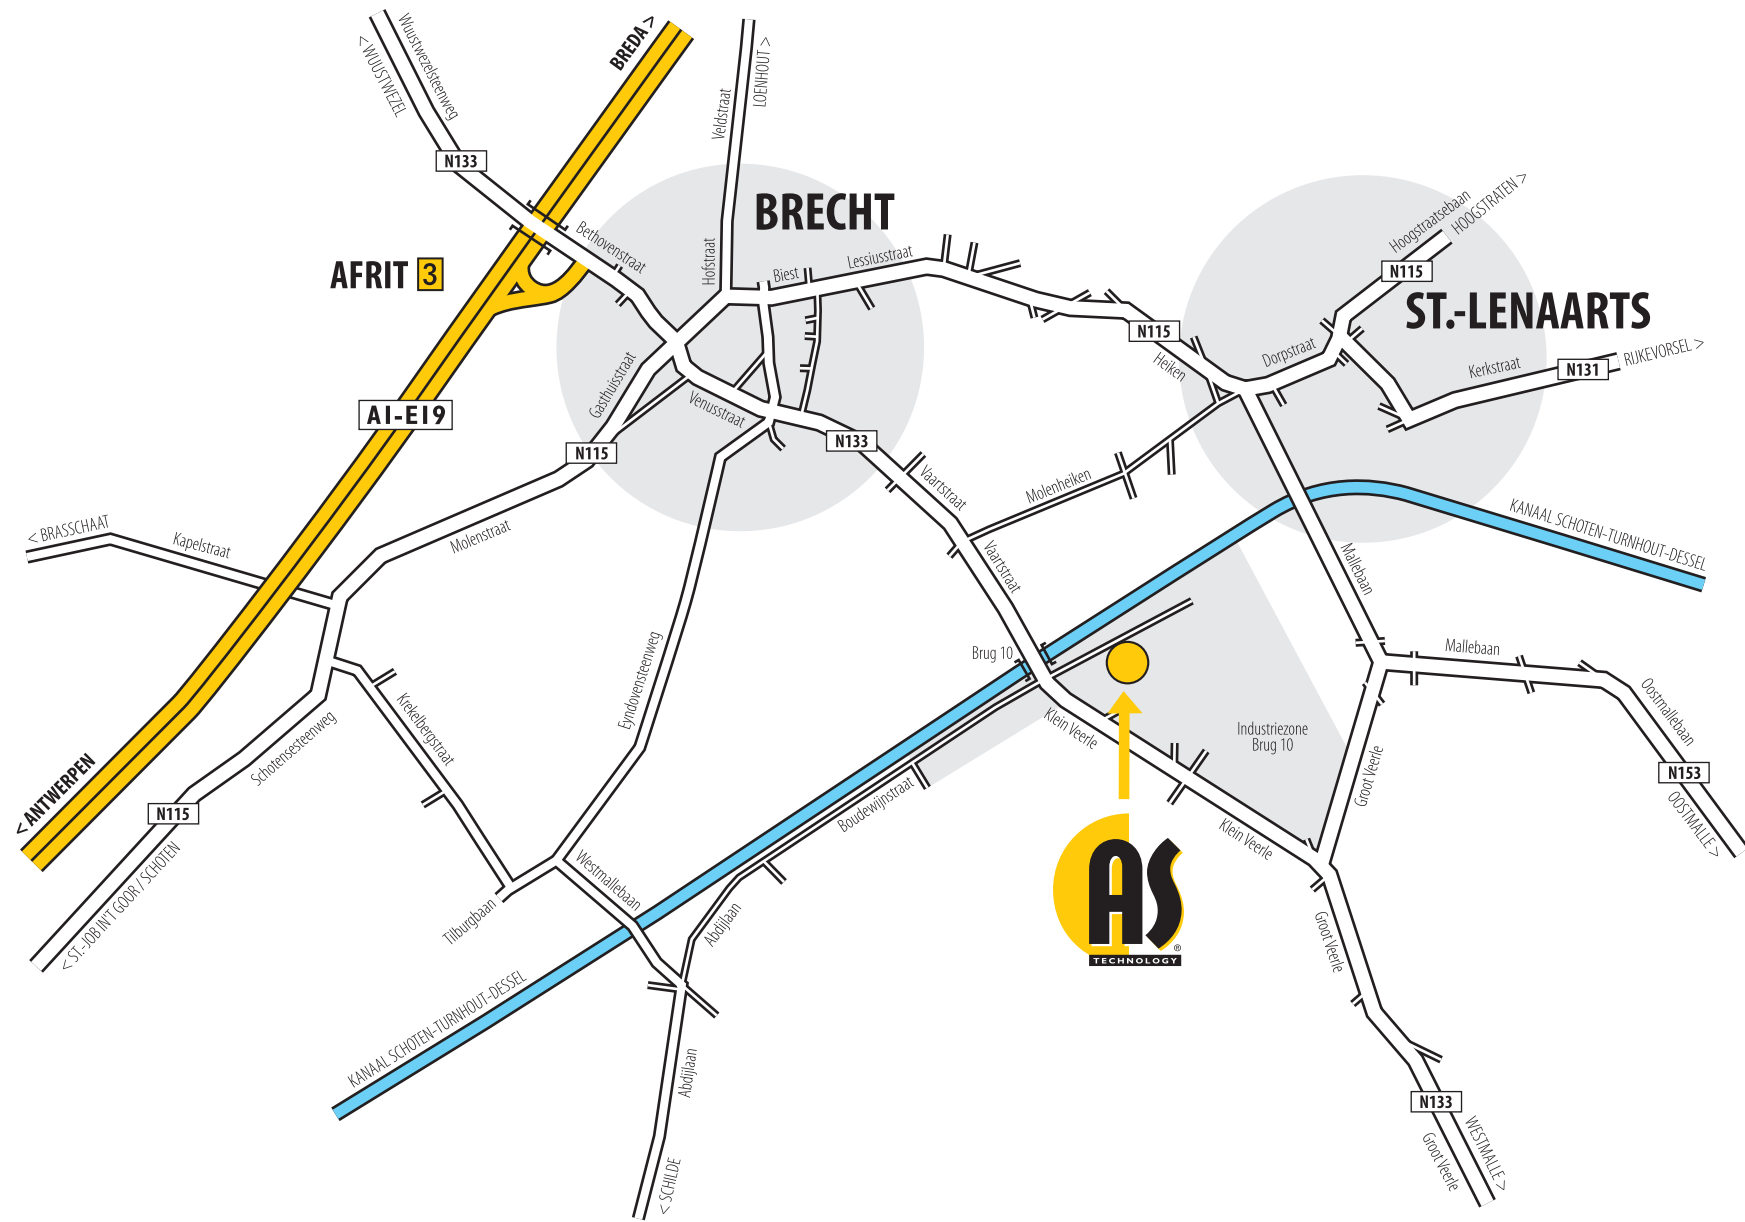 Wuustwezelsteenweg
< WUUSTWEZEL
BREDA >
LOENHOUT >
Veldstraat
N133
BRECHT
HOOGSTRATEN >
Hoogstraatsebaan
Bethovenstraat
Hofstraat
Biest
Lessiusstraat
AFRIT 3
N115
ST.-LENAARTS
N115
Heiken
Dorpstraat
Kerkstraat
N131
RIJKEVORSEL >
Gasthuisstraat
Venusstraat
A1-E19
N115
N133
Vaartstraat
Molenheiken
KANAAL SCHOTEN-TURNHOUT-DESSEL
< BRASSCHAAT
Kapelstraat
Molenstraat
Vaartstraat
Mallebaan
Brug 10
Mallebaan
Eyndovensteenweg
Krekelbergstraat
Schotensesteenweg
Klein Veerle
Industriezone
Brug 10
Oostmallebaan
Groot Veerle
N153
OOSTMALLE >
< ANTWERPEN
N115
Boudewijnstraat
Klein Veerle
< ST.-JOB IN'T GOOR / SCHOTEN
Westmallebaan
Tilburgbaan
Abdijlaan
AS
®
TECHNOLOGY
Groot Veerle
KANAAL SCHOTEN-TURNHOUT-DESSEL
Abdijlaan
N133
WESTMALLE >
Groot Veerle
< SCHILDE